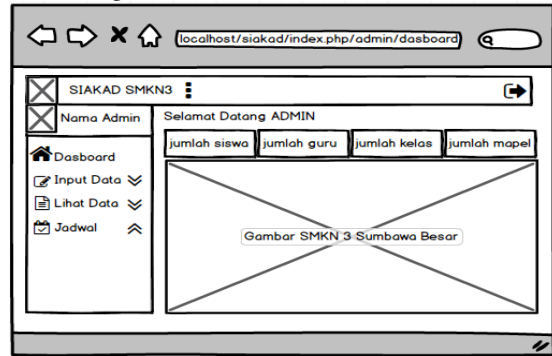 localhost/siakad/index.php/admin/dasboard
SIAKAD SMKN3
Nama Admin
Selamat Datang ADMIN
jumlah siswa
jumlah guru
jumlah kelas
jumlah mapel
Dasboard
Input Data
Lihat Data
Jadwal
Gambar SMKN 3 Sumbawa Besar